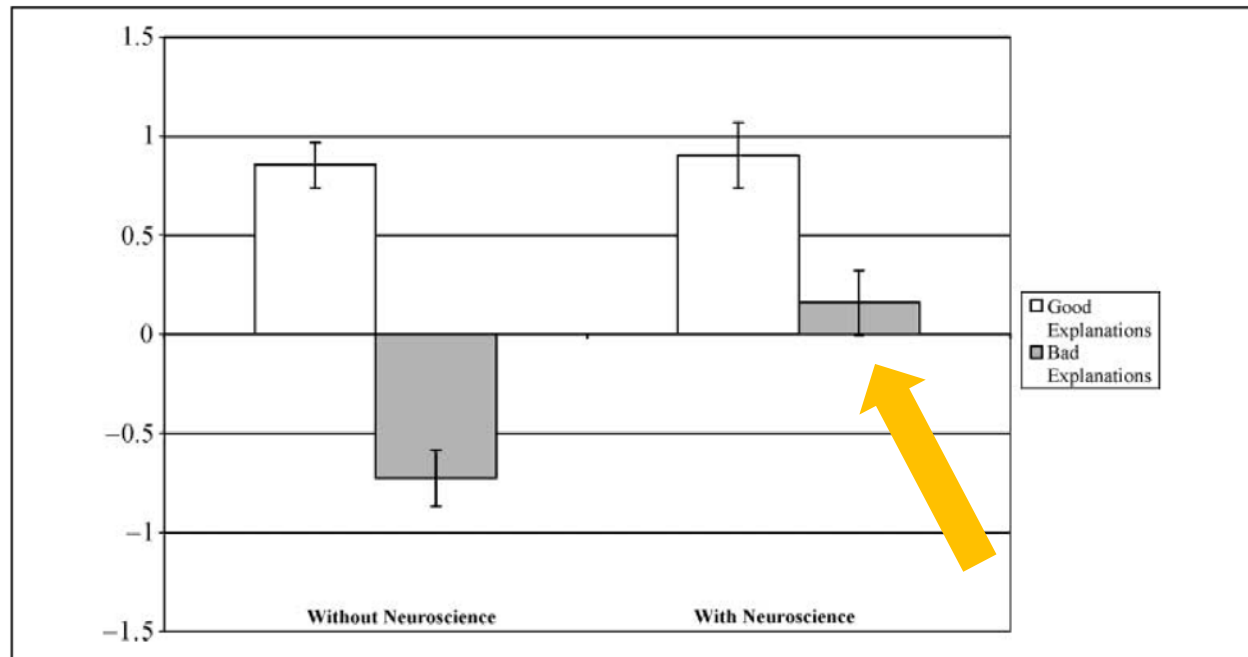 1.5
1
0.5
0
−0.5
−1
−1.5
Without Neuroscience
With Neuroscience
Good
Explanations
Bad
Explanations